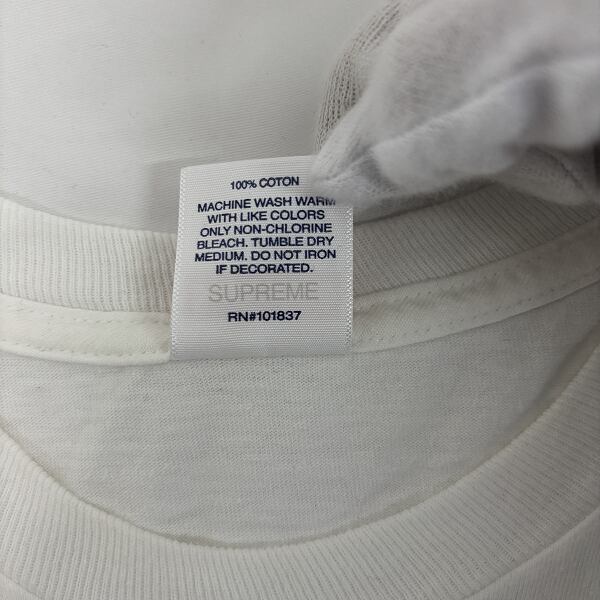 100% COTON
MACHINE WASH WARM
WITH LIKE COLORS
ONLY NON-CHLORINE
BLEACH. TUMBLE DRY
MEDIUM. DO NOT IRON
IF DECORATED.
SUPREME
RN#101837